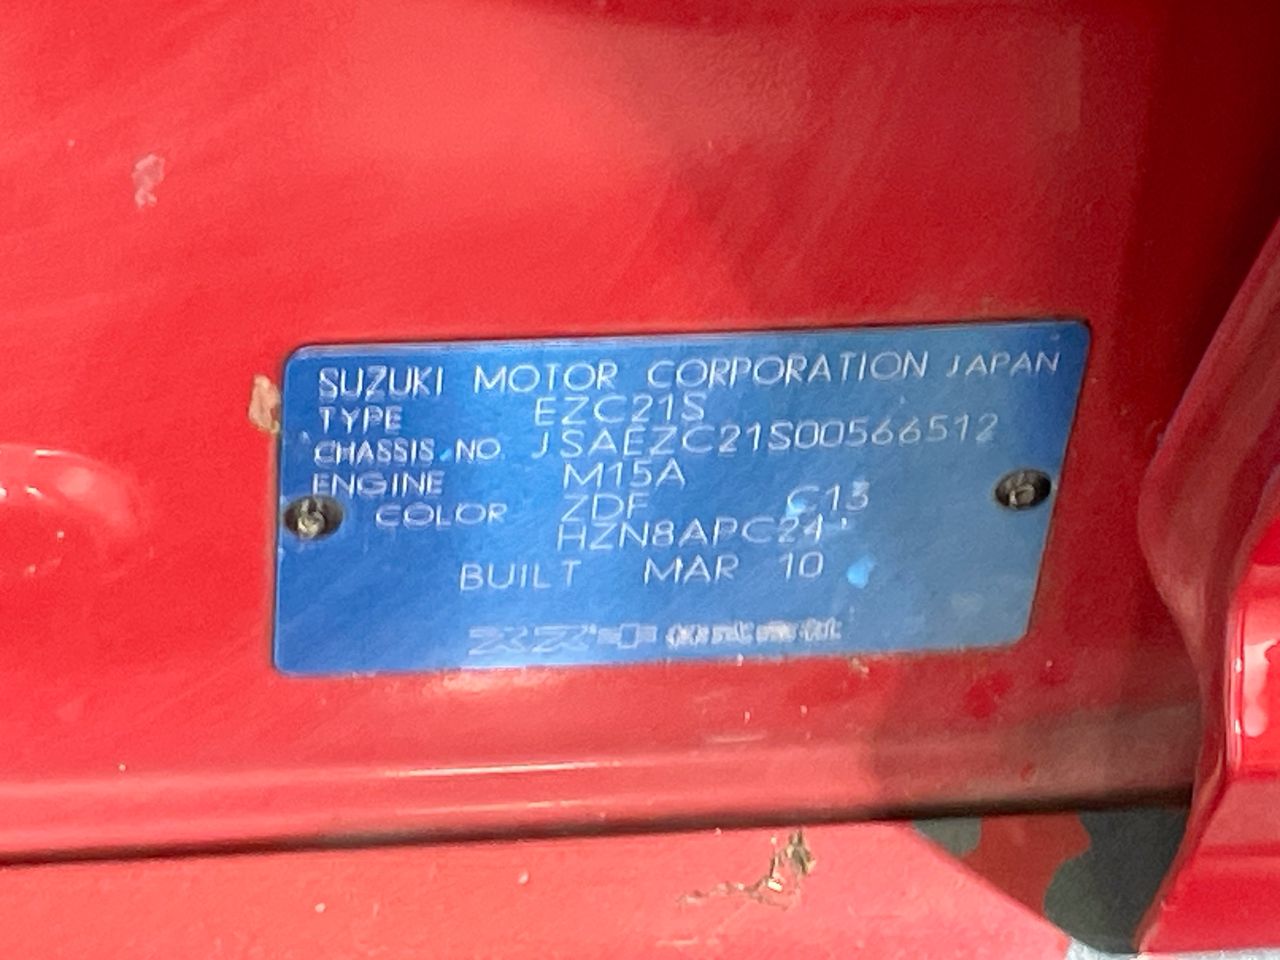 SUZUKI MOTOR CORPORATION JAPAN
TYPE EZC21S
CHASSIS NO. JSAEZC21S00566512
ENGINE M15A
COLOR ZDF C13
HZN8APC24
BUILT MAR 10